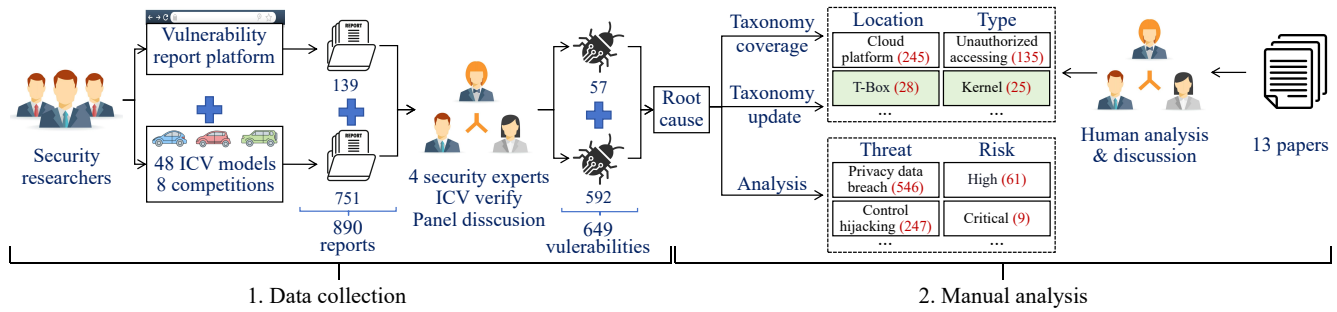 Security
researchers
Vulnerability
report platform
48 ICV models
8 competitions
REPORT
139
REPORT
751
890
reports
4 security experts
ICV verify
Panel disscusion
57
592
649
vulerabilities
Root
cause
Taxonomy
coverage
Taxonomy
update
Analysis
Location
Type
Cloud
platform (245)
Unauthorized
accessing (135)
T-Box (28)
Kernel (25)
...
...
Threat
Risk
Privacy data
breach (546)
High (61)
Control
hijacking (247)
Critical (9)
...
...
Human analysis
& discussion
13 papers
1. Data collection
2. Manual analysis